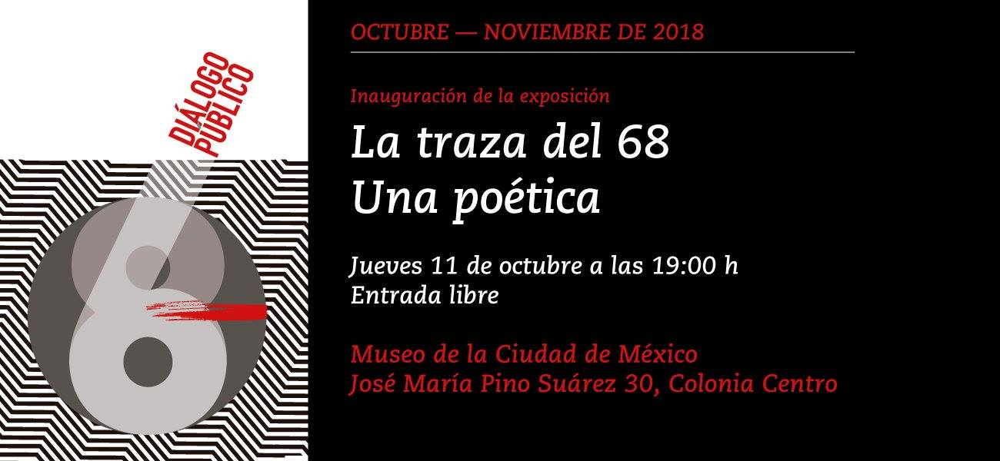 DIÁLOGO
PÚBLICO
68
OCTUBRE — NOVIEMBRE DE 2018
Inauguración de la exposición
La traza del 68
Una poética
Jueves 11 de octubre a las 19:00 h
Entrada libre
Museo de la Ciudad de México
José María Pino Suárez 30, Colonia Centro